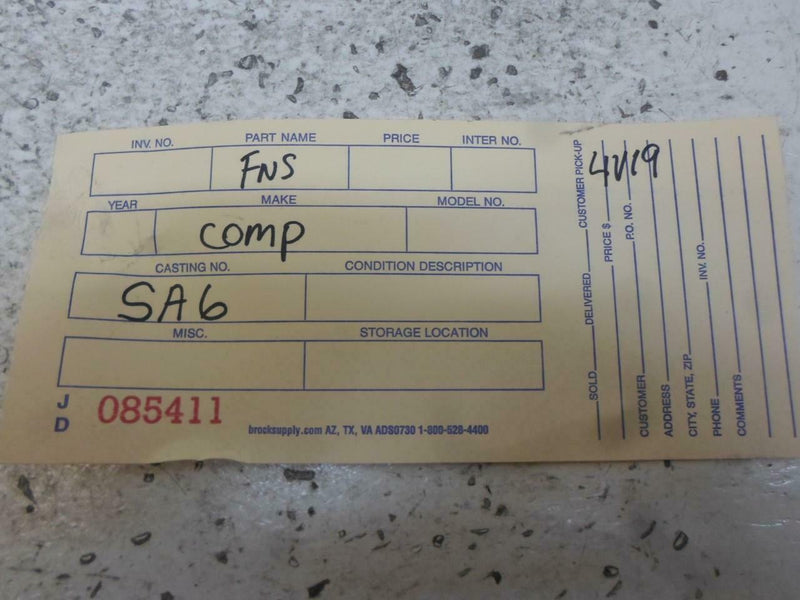 INV. NO. PART NAME PRICE INTER NO.
FNS
YEAR MAKE MODEL NO.
COMP
CASTING NO. CONDITION DESCRIPTION
SA6
MISC. STORAGE LOCATION
J
D
085411
brocksupply.com AZ, TX, VA ADS0730 1-800-528-4400
SOLD DELIVERED CUSTOMER PICK-UP
PRICE $
CUSTOMER P.O. NO.
ADDRESS
CITY, STATE, ZIP
PHONE INV. NO.
COMMENTS